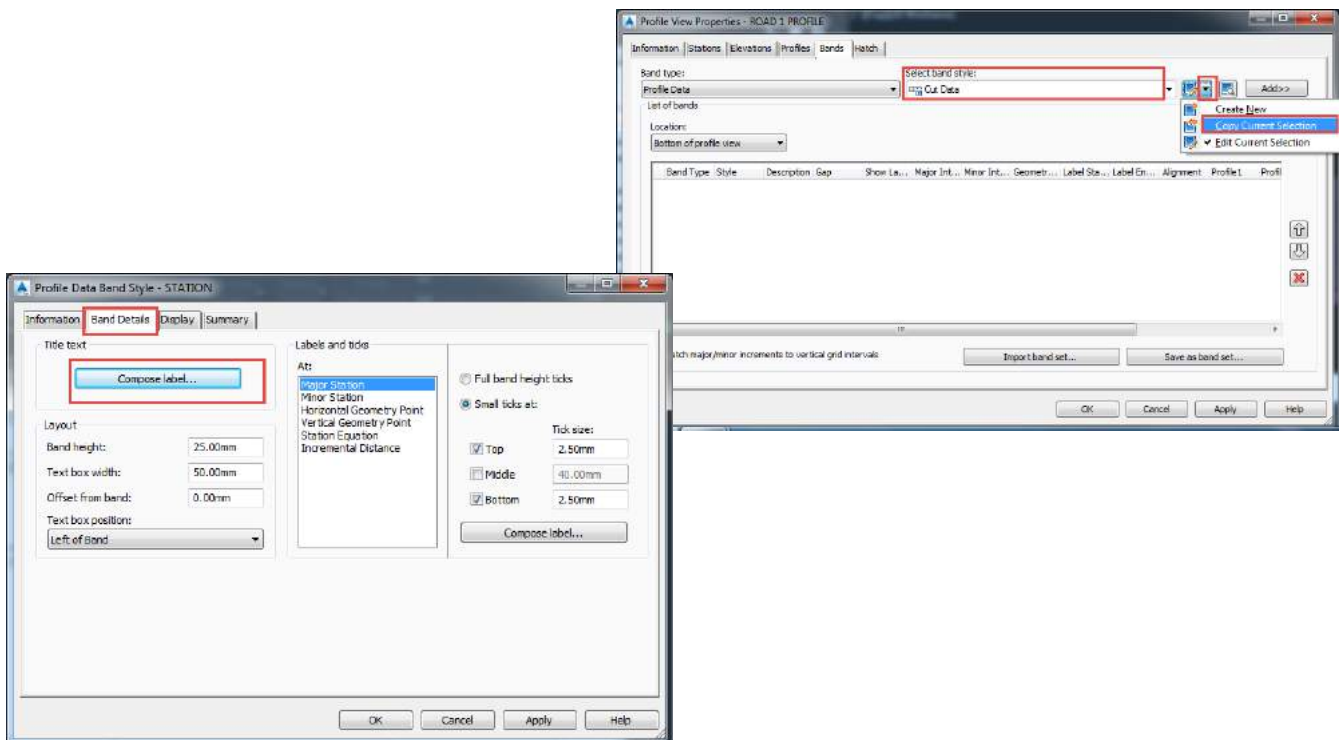 Profile View Properties - ROAD 1 PROFILE
Information Stations Elevations Profiles Bands Hatch
Band type: Select band style:
Profile Data Cut Data Add>>
List of bands
Create New
Location: Copy Current Selection
Bottom of profile view Edit Current Selection
Band Type Style Description Gap Show La... Major Int... Minor Int... Geometr... Label Sta... Label En... Alignment Profile1 Profil
major/minor increments to vertical grid intervals Import band set... Save as band set...
OK Cancel Apply Help
Profile Data Band Style - STATION
Information Band Details Display Summary
Title text
Compose label...
Layout
Band height: 25.00mm
Text box width: 50.00mm
Offset from band: 0.00mm
Text box position:
Left of Band
Labels and ticks
At:
Major Station
Minor Station
Horizontal Geometry Point
Vertical Geometry Point
Station Equation
Incremental Distance
Full band height ticks
Small ticks at:
Tick size:
Top 2.50mm
Middle 40.00mm
Bottom 2.50mm
Compose label...
OK Cancel Apply Help